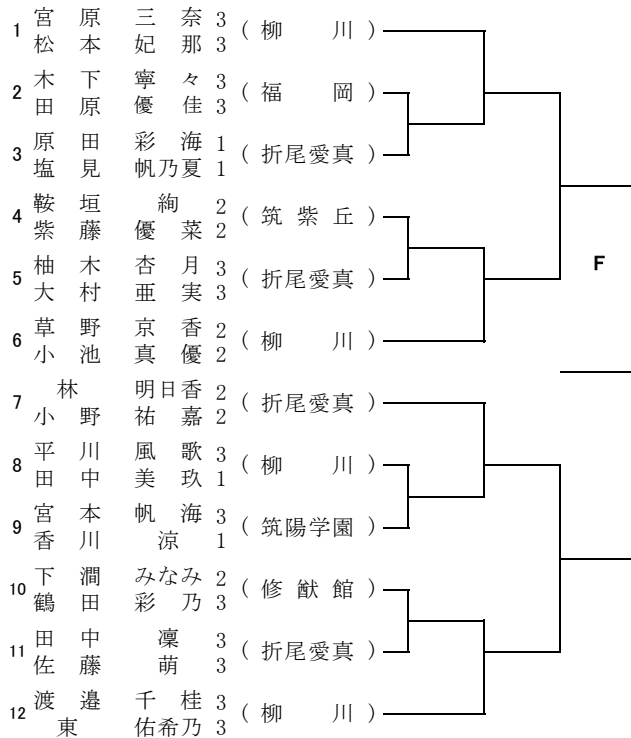 1 宮原 三奈 3 (柳川)
松本 妃那 3
2 木下 寧々 3 (福岡)
田原 優佳 3
3 原田 彩海 1 (折尾愛真)
塩見 帆乃夏 1
4 鞍垣 絢 2 (筑紫丘)
紫藤 優菜 2
5 柚木 杏月 3 (折尾愛真)
大村 亜実 3
F
6 草野 京香 2 (柳川)
小池 真優 2
7 林 明日香 2 (折尾愛真)
小野 祐嘉 2
8 平川 風歌 3 (柳川)
田中 美玖 1
9 宮本 帆海 3 (筑陽学園)
香川 涼 1
10 下澗 みなみ 2 (修猷館)
鶴田 彩乃 3
11 田中 凜 3 (折尾愛真)
佐藤 萌 3
12 渡邉 千桂 3 (柳川)
東 佑希乃 3